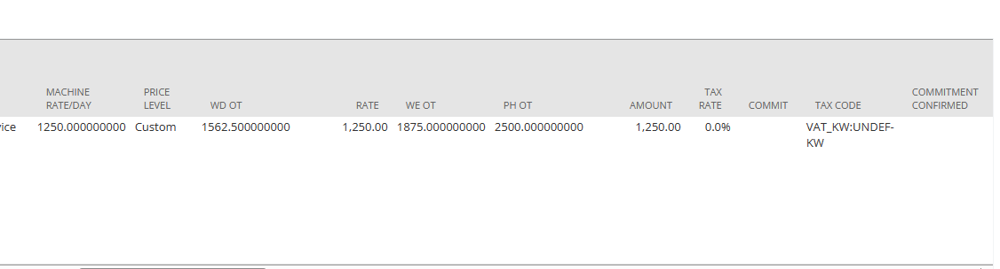 MACHINE PRICE TAX COMMITMENT
RATE/DAY LEVEL WD OT RATE WE OT PH OT AMOUNT RATE COMMIT TAX CODE CONFIRMED
1250.000000000 Custom 1562.500000000 1,250.00 1875.000000000 2500.000000000 1,250.00 0.0% VAT_KW:UNDEF-
KW